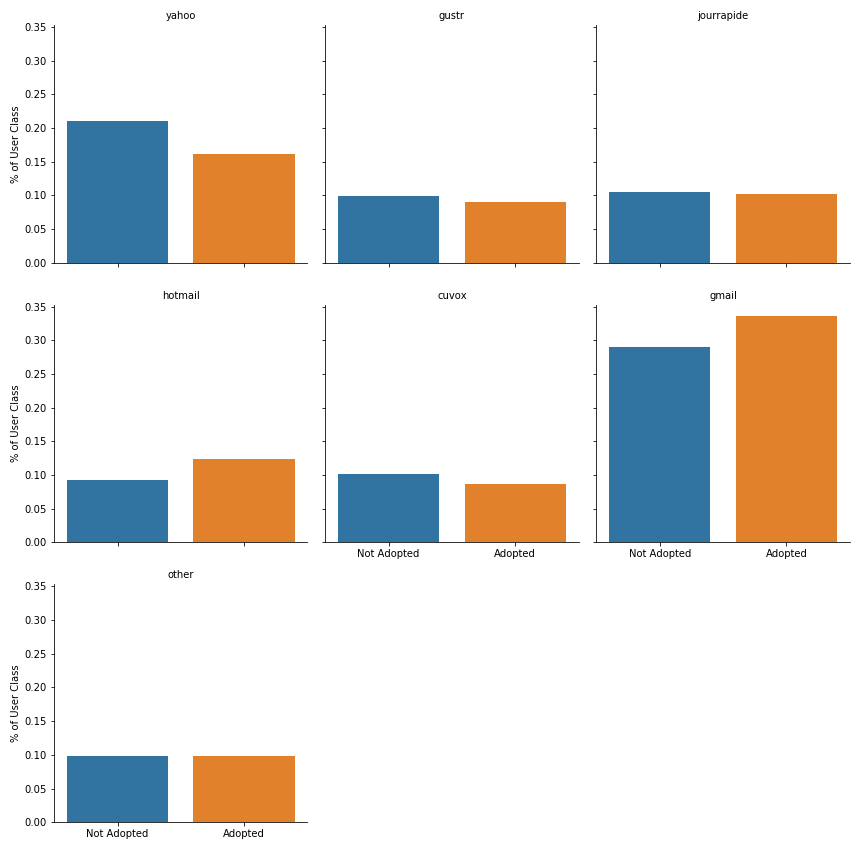 yahoo
gustr
jourrapide
% of User Class
0.35
0.30
0.25
0.20
0.15
0.10
0.05
0.00
hotmail
cuvox
gmail
% of User Class
0.35
0.30
0.25
0.20
0.15
0.10
0.05
0.00
Not Adopted
Adopted
Not Adopted
Adopted
other
% of User Class
0.35
0.30
0.25
0.20
0.15
0.10
0.05
0.00
Not Adopted
Adopted